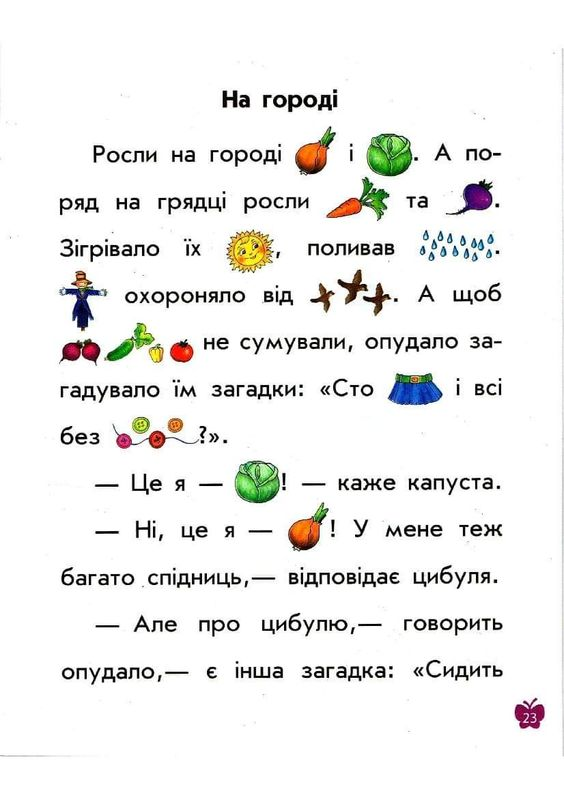 На городі
Росли на городі і . А по-
ряд на грядці росли та .
Зігрівало їх , поливав .
охороняло від . А щоб
не сумували, опудало за-
гадувало їм загадки: «Сто і всі
без ?».
— Це я — ! — каже капуста.
— Ні, це я — ! У мене теж
багато спідниць,— відповідає цибуля.
— Але про цибулю,— говорить
опудало,— є інша загадка: «Сидить
23